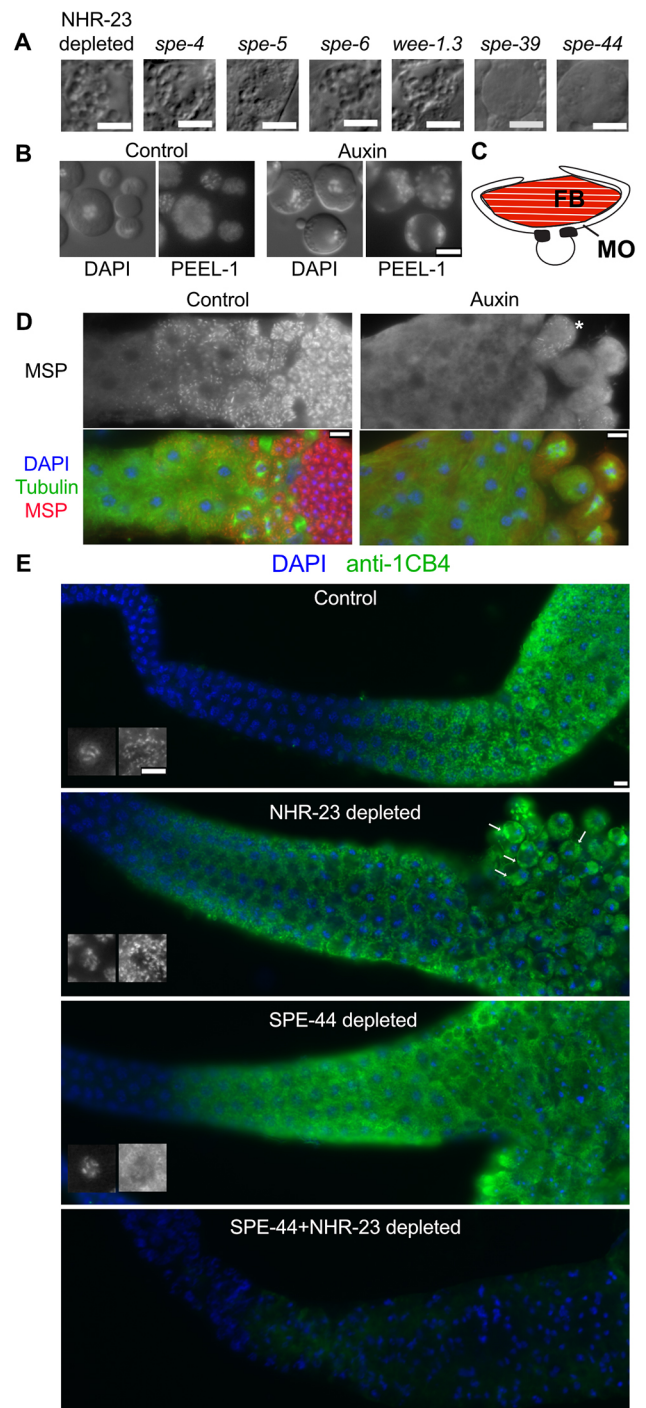 NHR-23
depleted
A
spe-4
spe-5
spe-6
wee-1.3
spe-39
spe-44
B
Control
Auxin
C
DAPI
PEEL-1
DAPI
PEEL-1
FB
MO
D
Control
Auxin
MSP
*
DAPI
Tubulin
MSP
E
DAPI anti-1CB4
Control
NHR-23 depleted
SPE-44 depleted
SPE-44+NHR-23 depleted